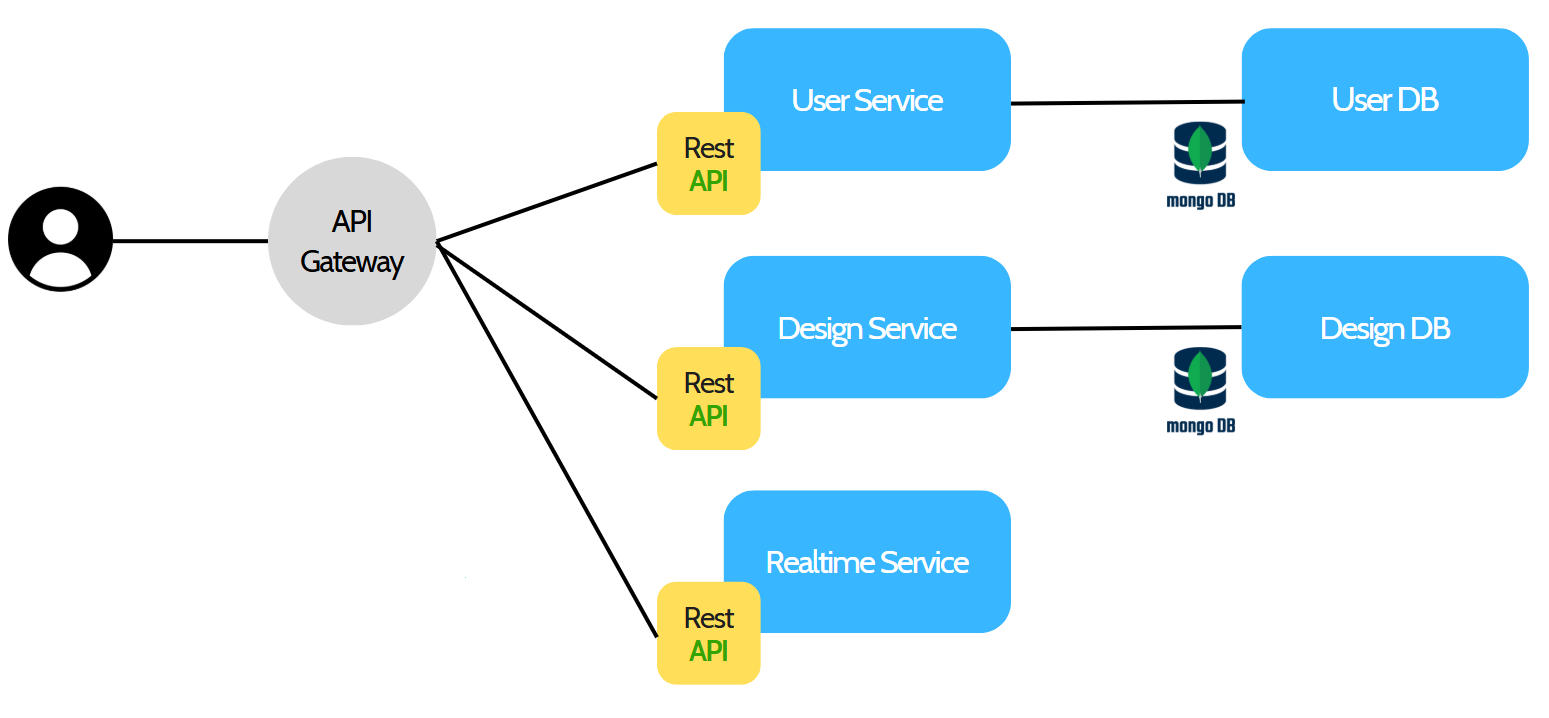 User Service
User DB
Rest
API
mongo DB
API
Gateway
Design Service
Design DB
Rest
API
mongo DB
Realtime Service
Rest
API